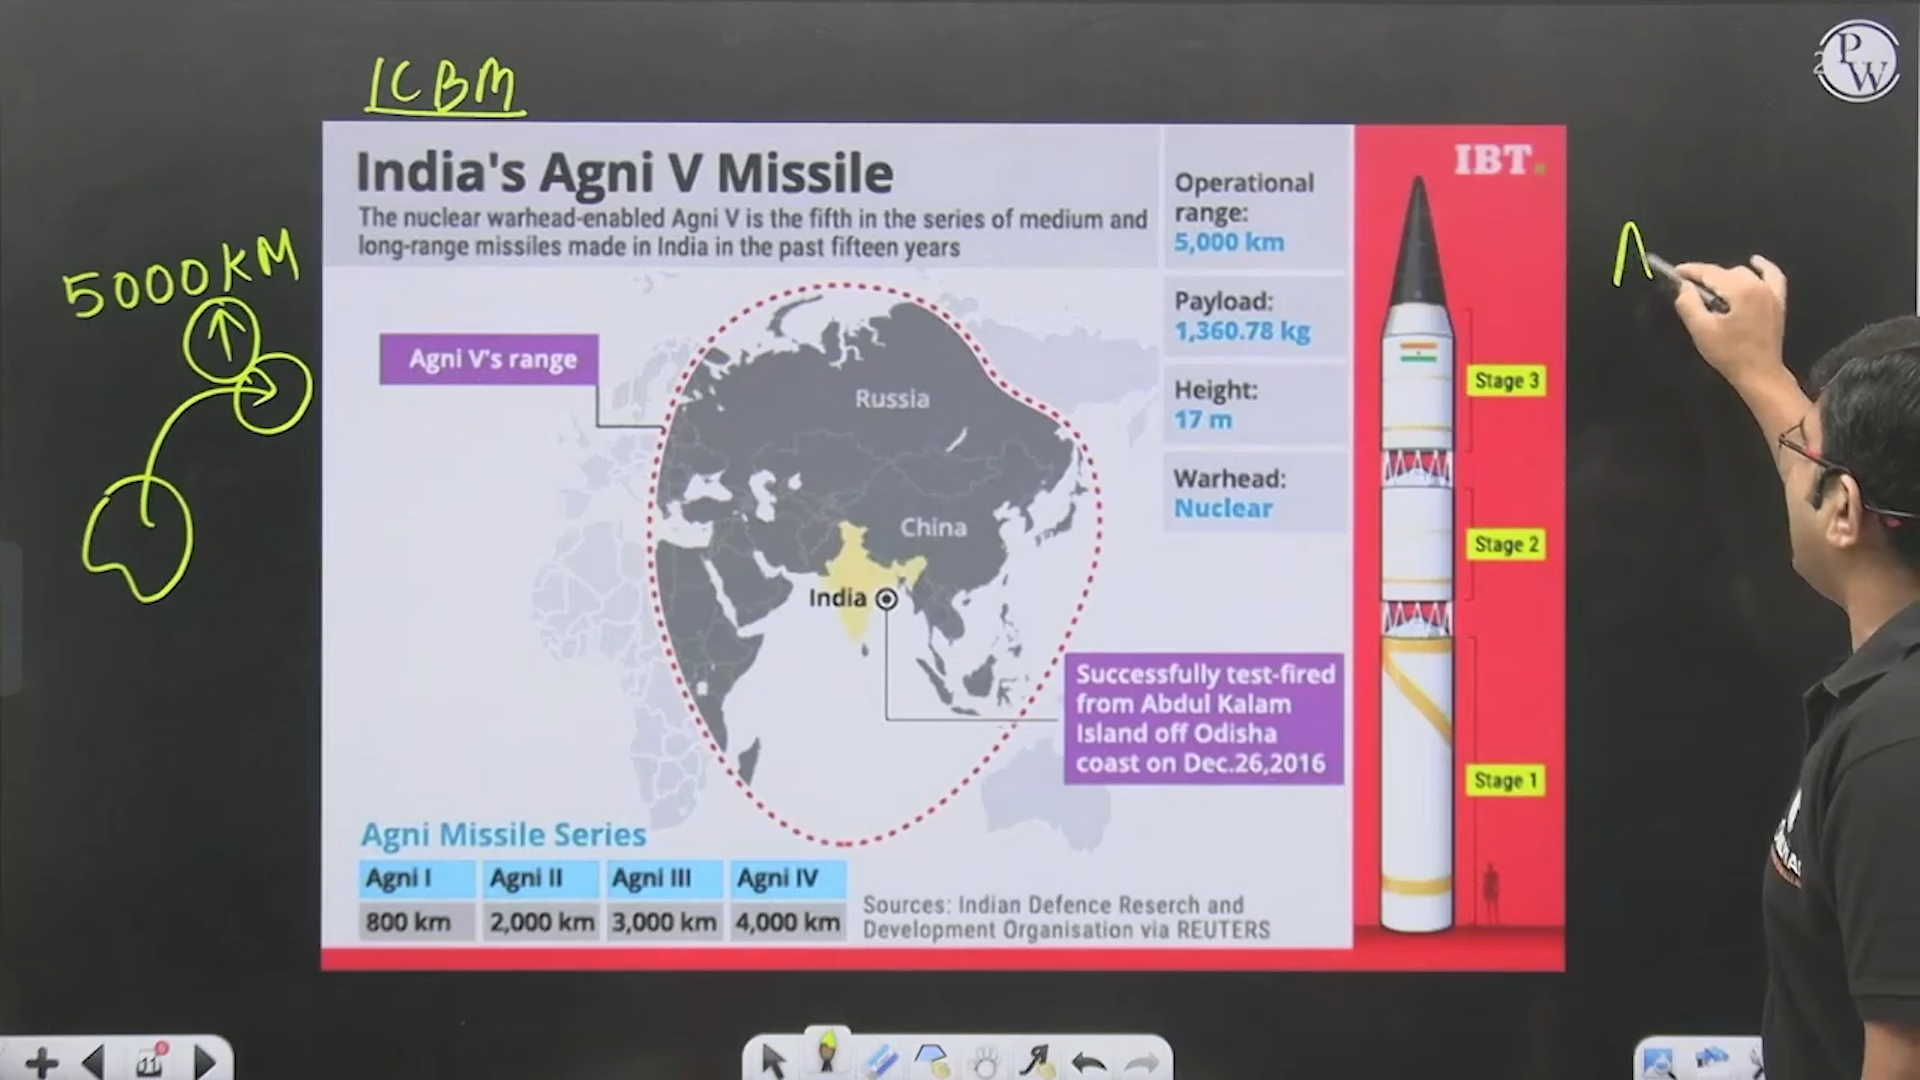 ICBM
PW
India's Agni V Missile
The nuclear warhead-enabled Agni V is the fifth in the series of medium and
long-range missiles made in India in the past fifteen years
IBT.
Operational
range:
5,000 km
Payload:
1,360.78 kg
Height:
17 m
Warhead:
Nuclear
5000KM
Agni V's range
Russia
China
India
Successfully test-fired
from Abdul Kalam
Island off Odisha
coast on Dec.26,2016
Stage 3
Stage 2
Stage 1
Agni Missile Series
Agni I Agni II Agni III Agni IV
800 km 2,000 km 3,000 km 4,000 km
Sources: Indian Defence Reserch and
Development Organisation via REUTERS
11